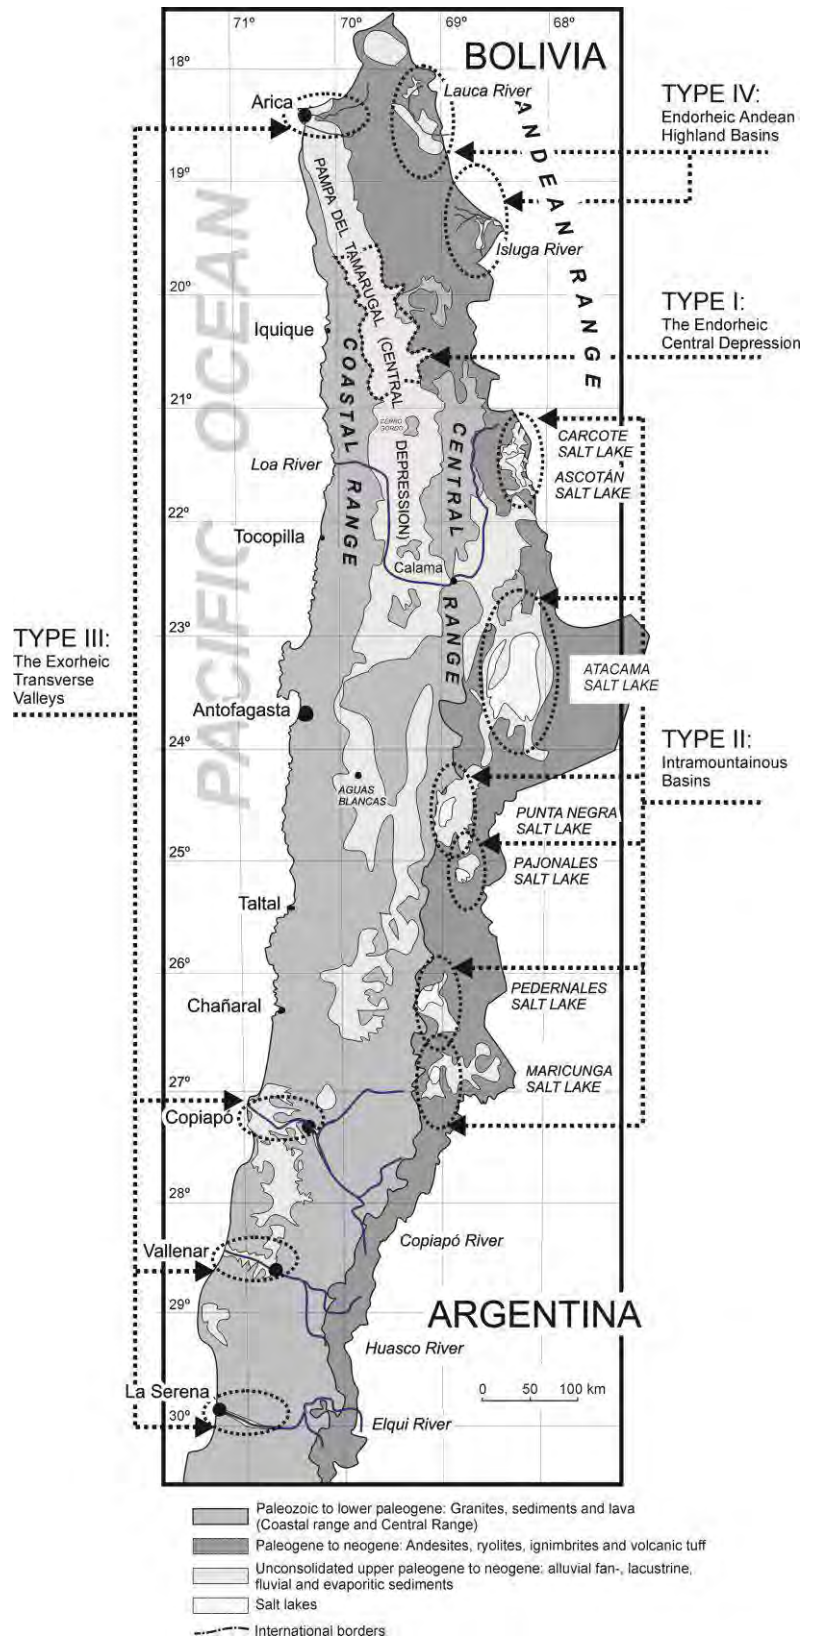 71º 70º 69º 68º
BOLIVIA
18º
Lauca River
Arica
TYPE IV:
Endorheic Andean
Highland Basins
ANDEAN RANGE
19º
PAMPA DEL TAMARUGAL (CENTRAL DEPRESSION)
Isluga River
20º
TYPE I:
The Endorheic
Central Depression
Iquique
COASTAL RANGE
PACIFIC OCEAN
21º
CERRO
GORDO
CENTRAL RANGE
CARCOTE
SALT LAKE
ASCOTÁN
SALT LAKE
Loa River
22º
Tocopilla
Calama
23º
TYPE III:
The Exorheic
Transverse
Valleys
ATACAMA
SALT LAKE
Antofagasta
24º
TYPE II:
Intramountainous
Basins
AGUAS
BLANCAS
PUNTA NEGRA
SALT LAKE
25º
PAJONALES
SALT LAKE
Taltal
26º
PEDERNALES
SALT LAKE
Chañaral
MARICUNGA
SALT LAKE
27º
Copiapó
28º
Copiapó River
Vallenar
29º
ARGENTINA
Huasco River
La Serena
0 50 100 km
30º
Elqui River
Paleozoic to lower paleogene: Granites, sediments and lava
(Coastal range and Central Range)
Paleogene to neogene: Andesites, ryolites, ignimbrites and volcanic tuff
Unconsolidated upper paleogene to neogene: alluvial fan-, lacustrine,
fluvial and evaporitic sediments
Salt lakes
International borders